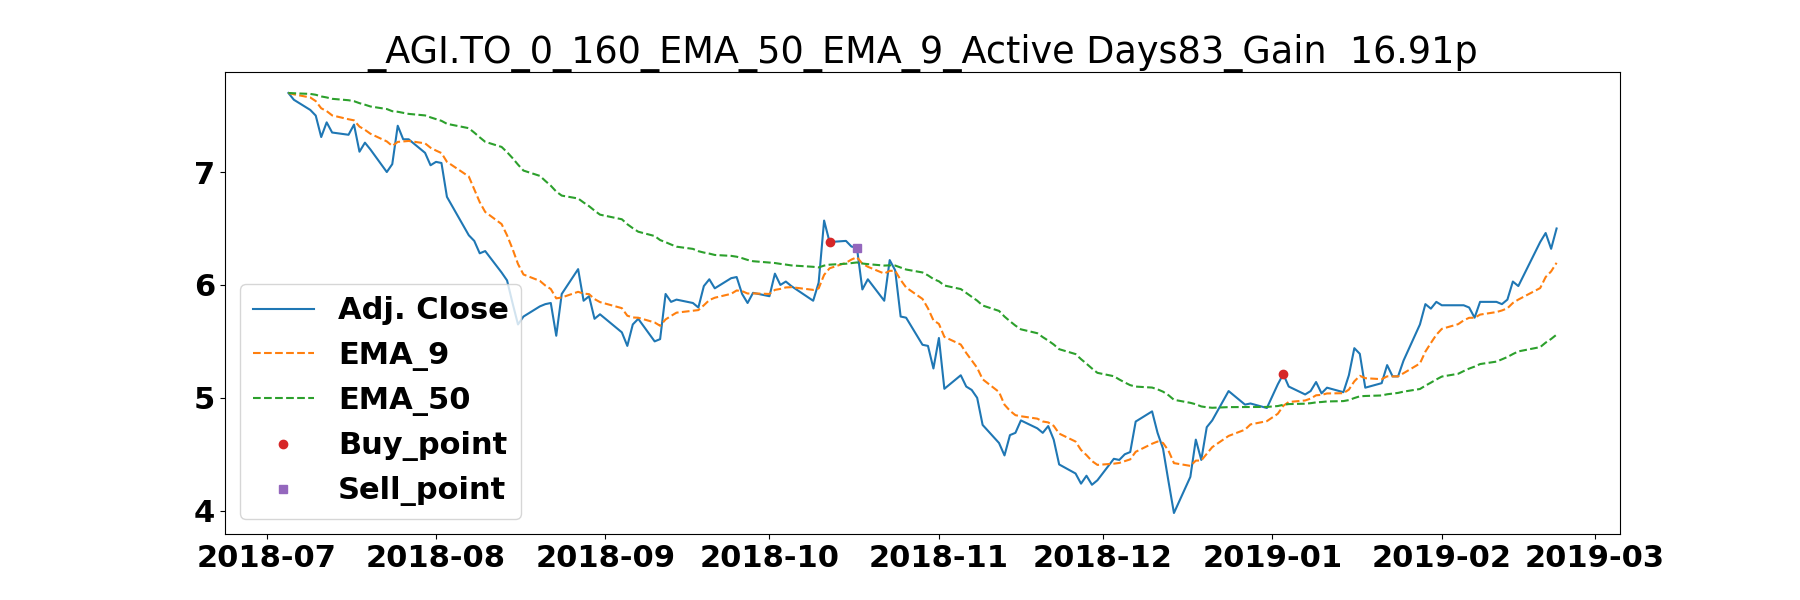 _AGI.TO_0_160_EMA_50_EMA_9_Active Days83_Gain  16.91p
7
6
5
4
Adj. Close
EMA_9
EMA_50
Buy_point
Sell_point
2018-07 2018-08 2018-09 2018-10 2018-11 2018-12 2019-01 2019-02 2019-03